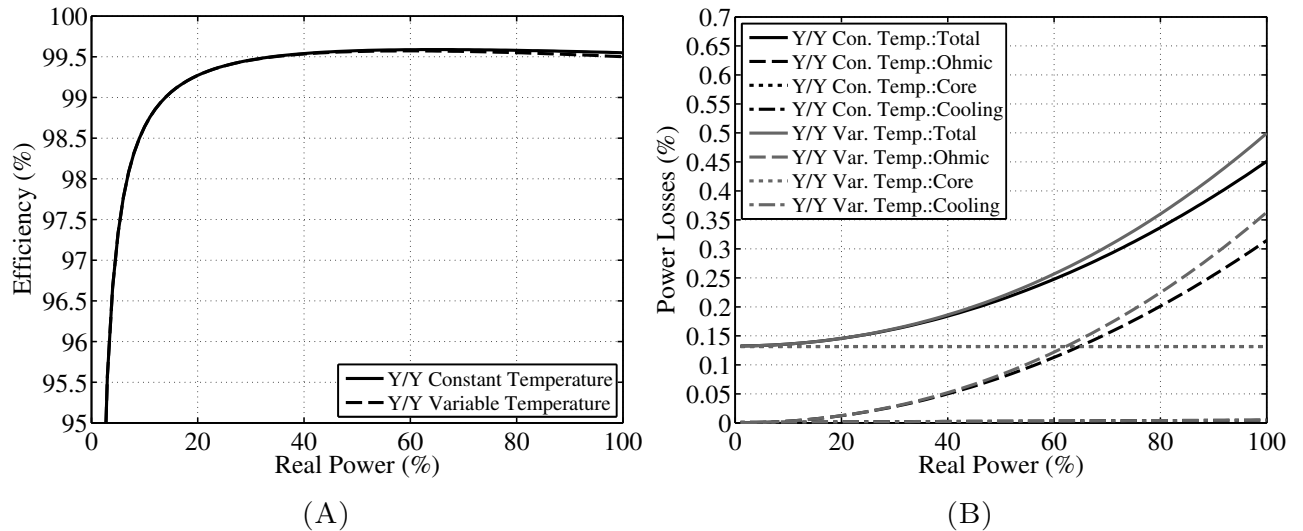 100
99.5
99
98.5
98
97.5
97
96.5
96
95.5
95
Efficiency (%)
Y/Y Constant Temperature
Y/Y Variable Temperature
0 20 40 60 80 100
Real Power (%)
(A)
0.7
0.65
0.6
0.55
0.5
0.45
0.4
0.35
0.3
0.25
0.2
0.15
0.1
0.05
0
Power Losses (%)
Y/Y Con. Temp.:Total
Y/Y Con. Temp.:Ohmic
Y/Y Con. Temp.:Core
Y/Y Con. Temp.:Cooling
Y/Y Var. Temp.:Total
Y/Y Var. Temp.:Ohmic
Y/Y Var. Temp.:Core
Y/Y Var. Temp.:Cooling
0 20 40 60 80 100
Real Power (%)
(B)